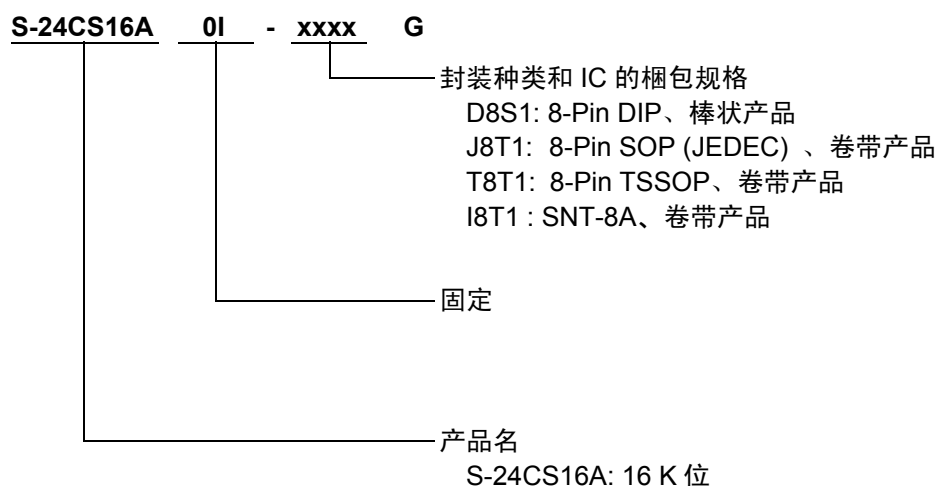 S-24CS16A 0I - xxxx G
封装种类和 IC 的梱包规格
D8S1: 8-Pin DIP、棒状产品
J8T1: 8-Pin SOP (JEDEC) 、卷带产品
T8T1: 8-Pin TSSOP、卷带产品
I8T1 : SNT-8A、卷带产品
固定
产品名
S-24CS16A: 16 K 位